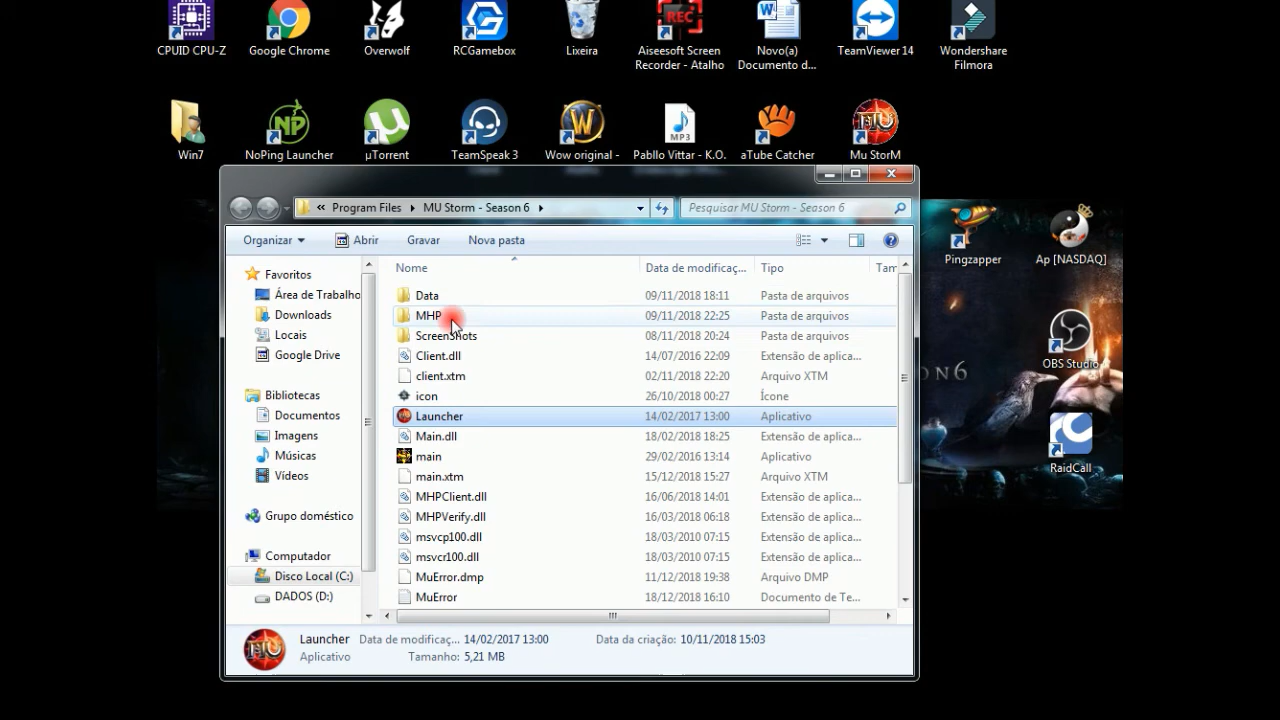 CPUID CPU-Z
Google Chrome
Overwolf
RCGamebox
Lixeira
Aiseesoft Screen
Recorder - Atalho
Novo(a)
Documento d...
TeamViewer 14
Wondershare
Filmora
REC
W
Win7
NoPing Launcher
µTorrent
TeamSpeak 3
Wow original -
Pabllo Vittar - K.O.
aTube Catcher
Mu StorM
NP
W
MP3
MU
« Program Files MU Storm - Season 6
Pesquisar MU Storm - Season 6
Organizar
Abrir
Gravar
Nova pasta
Nome
Data de modificaç...
Tipo
Tam
Favoritos
Área de Trabalho
Downloads
Locais
Google Drive
Bibliotecas
Documentos
Imagens
Músicas
Vídeos
Grupo doméstico
Computador
Disco Local (C:)
DADOS (D:)
Data 09/11/2018 18:11 Pasta de arquivos
MHP 09/11/2018 22:25 Pasta de arquivos
ScreenShots 08/11/2018 20:24 Pasta de arquivos
Client.dll 14/07/2016 22:09 Extensão de aplica...
client.xtm 02/11/2018 22:20 Arquivo XTM
icon 26/10/2018 00:27 Ícone
Launcher 14/02/2017 13:00 Aplicativo
Main.dll 18/02/2018 18:25 Extensão de aplica...
main 29/02/2016 13:14 Aplicativo
main.xtm 15/12/2018 15:27 Arquivo XTM
MHPClient.dll 16/06/2018 14:01 Extensão de aplica...
MHPVerify.dll 16/03/2018 06:18 Extensão de aplica...
msvcp100.dll 18/03/2010 07:15 Extensão de aplica...
msvcr100.dll 18/03/2010 07:15 Extensão de aplica...
MuError.dmp 11/12/2018 19:38 Arquivo DMP
MuError 18/12/2018 16:10 Documento de Te...
Launcher Data de modificaç... 14/02/2017 13:00 Data da criação: 10/11/2018 15:03
Aplicativo Tamanho: 5,21 MB
MU
Pingzapper
Ap [NASDAQ]
OBS Studio
ON6
RaidCall